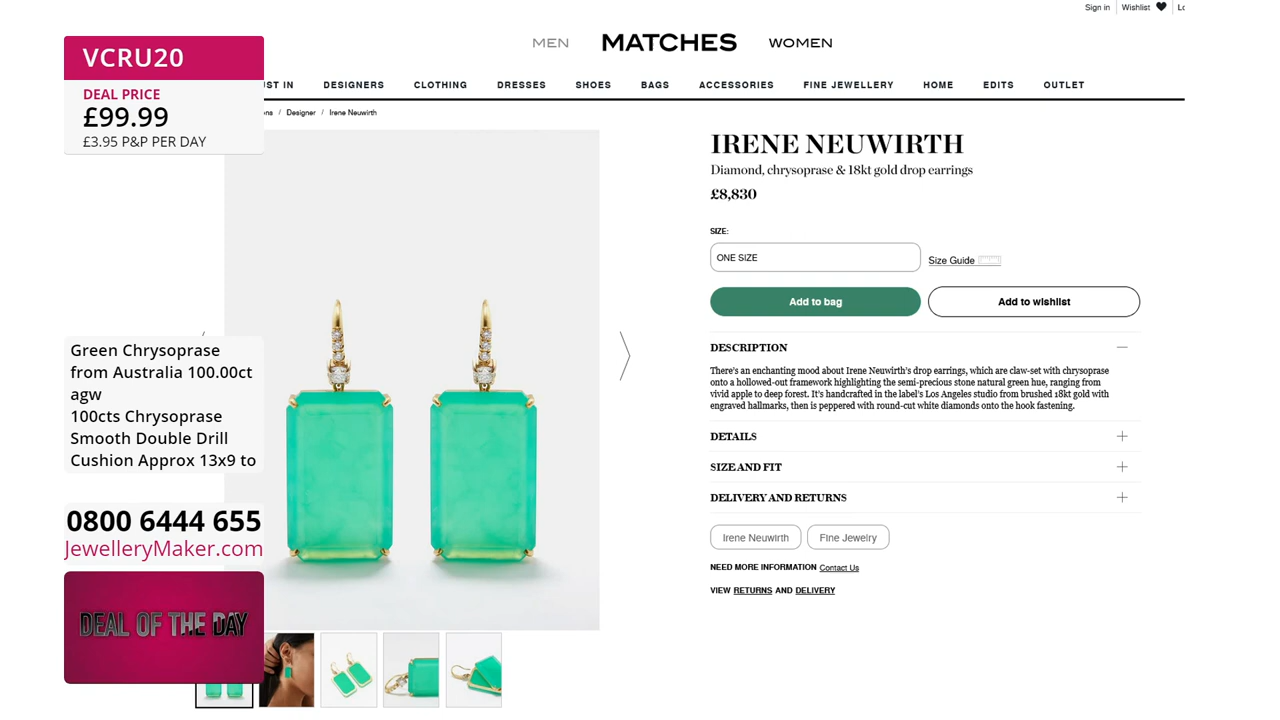 Sign in Wishlist
MEN MATCHES WOMEN
VCRU20
DEAL PRICE
£99.99
£3.95 P&P PER DAY
DESIGNERS CLOTHING DRESSES SHOES BAGS ACCESSORIES FINE JEWELLERY HOME EDITS OUTLET
/ Designer / Irene Neuwirth
IRENE NEUWIRTH
Diamond, chrysoprase & 18kt gold drop earrings
£8,830
SIZE:
ONE SIZE
Size Guide
Add to bag
Add to wishlist
DESCRIPTION
There's an enchanting mood about Irene Neuwirth's drop earrings, which are claw-set with chrysoprase
onto a hollowed-out framework highlighting the semi-precious stone natural green hue, ranging from
vivid apple to deep forest. It's handcrafted in the label's Los Angeles studio from brushed 18kt gold with
engraved hallmarks, then is peppered with round-cut white diamonds onto the hook fastening.
DETAILS
SIZE AND FIT
DELIVERY AND RETURNS
Irene Neuwirth
Fine Jewelry
NEED MORE INFORMATION Contact Us
VIEW RETURNS AND DELIVERY
Green Chrysoprase
from Australia 100.00ct
agw
100cts Chrysoprase
Smooth Double Drill
Cushion Approx 13x9 to
0800 6444 655
JewelleryMaker.com
DEAL OF THE DAY